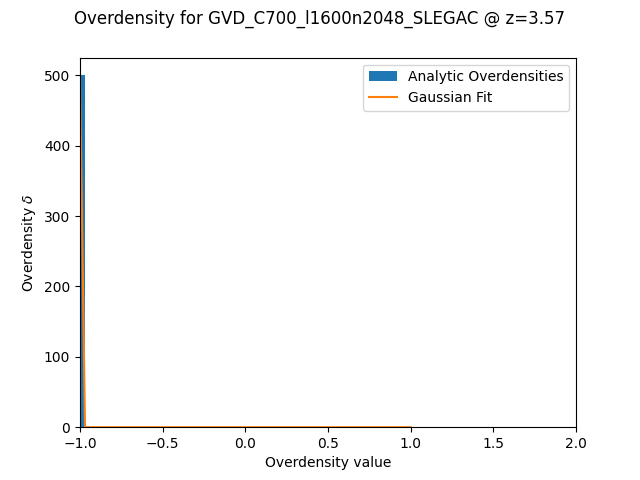 Overdensity for GVD_C700_l1600n2048_SLEGAC @ z=3.57
Analytic Overdensities
Gaussian Fit
Overdensity δ
500
400
300
200
100
0
−1.0 −0.5 0.0 0.5 1.0 1.5 2.0
Overdensity value